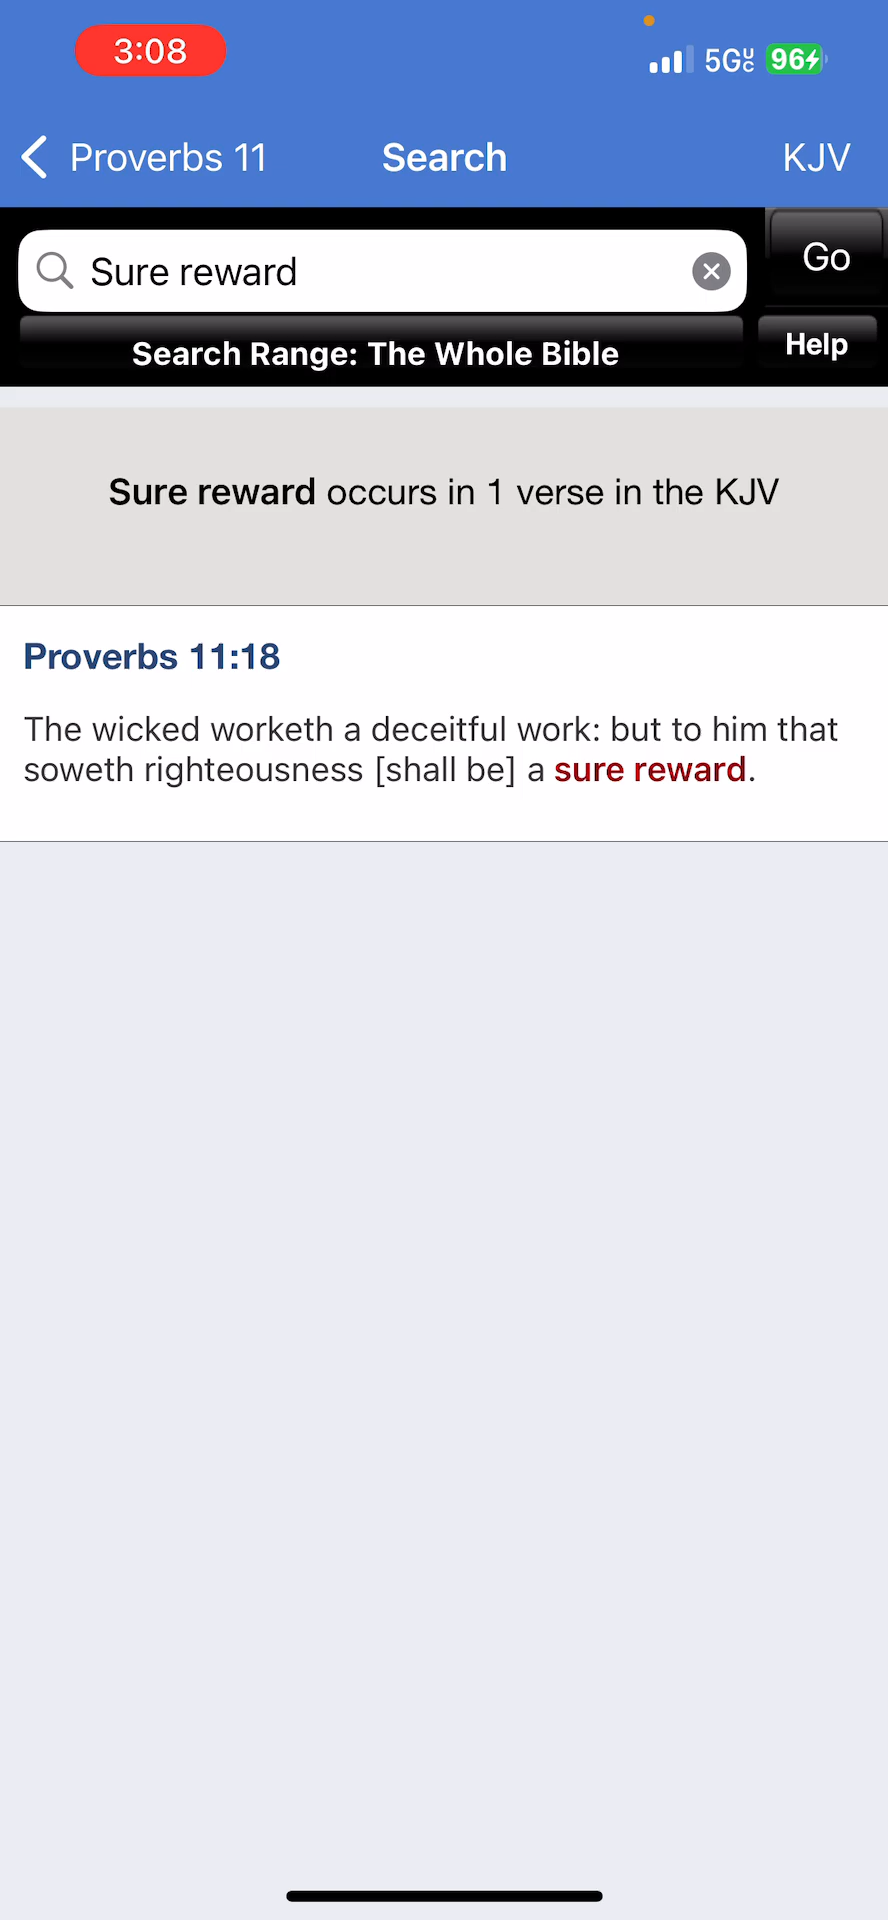 3:08
5G UC 96
Proverbs 11 Search KJV
Sure reward Go
Search Range: The Whole Bible Help
Sure reward occurs in 1 verse in the KJV
Proverbs 11:18
The wicked worketh a deceitful work: but to him that
soweth righteousness [shall be] a sure reward.